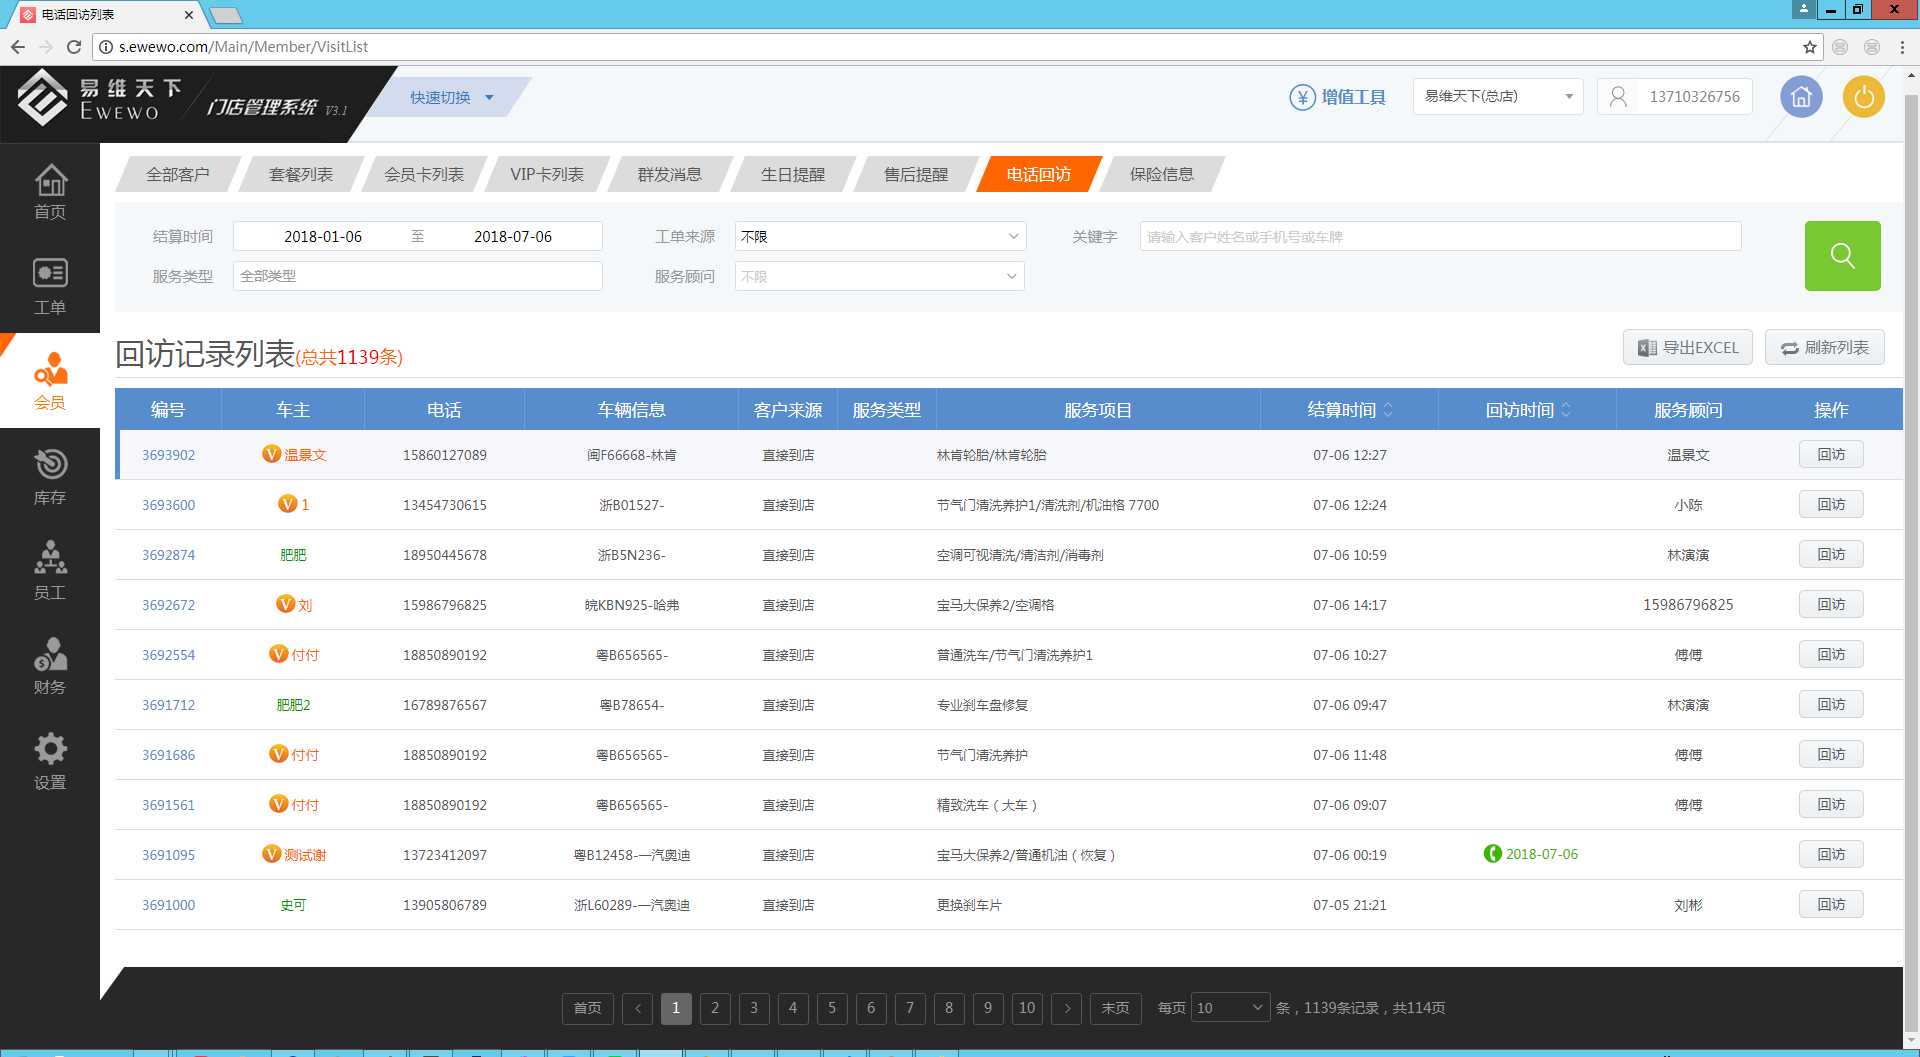 电话回访列表
s.ewewo.com/Main/Member/VisitList
易维天下
EWEWO
门店管理系统 V3.1
快速切换
增值工具
易维天下(总店)
13710326756
首页
工单
会员
库存
员工
财务
设置
全部客户 套餐列表 会员卡列表 VIP卡列表 群发消息 生日提醒 售后提醒 电话回访 保险信息
结算时间 2018-01-06 至 2018-07-06 工单来源 不限 关键字 请输入客户姓名或手机号或车牌
服务类型 全部类型 服务顾问 不限
回访记录列表(总共1139条)
导出EXCEL 刷新列表
编号 车主 电话 车辆信息 客户来源 服务类型 服务项目 结算时间 回访时间 服务顾问 操作
3693902 V 温景文 15860127089 闽F66668-林肯 直接到店 林肯轮胎/林肯轮胎 07-06 12:27 温景文 回访
3693600 V 1 13454730615 浙B01527- 直接到店 节气门清洗养护1/清洗剂/机油格 7700 07-06 12:24 小陈 回访
3692874 肥肥 18950445678 浙B5N236- 直接到店 空调可视清洗/清洁剂/消毒剂 07-06 10:59 林演演 回访
3692672 V 刘 15986796825 皖KBN925-哈弗 直接到店 宝马大保养2/空调格 07-06 14:17 15986796825 回访
3692554 V 付付 18850890192 粤B656565- 直接到店 普通洗车/节气门清洗养护1 07-06 10:27 傅傅 回访
3691712 肥肥2 16789876567 粤B78654- 直接到店 专业刹车盘修复 07-06 09:47 林演演 回访
3691686 V 付付 18850890192 粤B656565- 直接到店 节气门清洗养护 07-06 11:48 傅傅 回访
3691561 V 付付 18850890192 粤B656565- 直接到店 精致洗车（大车） 07-06 09:07 傅傅 回访
3691095 V 测试谢 13723412097 粤B12458-一汽奥迪 直接到店 宝马大保养2/普通机油（恢复） 07-06 00:19 2018-07-06 回访
3691000 史可 13905806789 浙L60289-一汽奥迪 直接到店 更换刹车片 07-05 21:21 刘彬 回访
首页 < 1 2 3 4 5 6 7 8 9 10 > 末页 每页 10 条，1139条记录，共114页